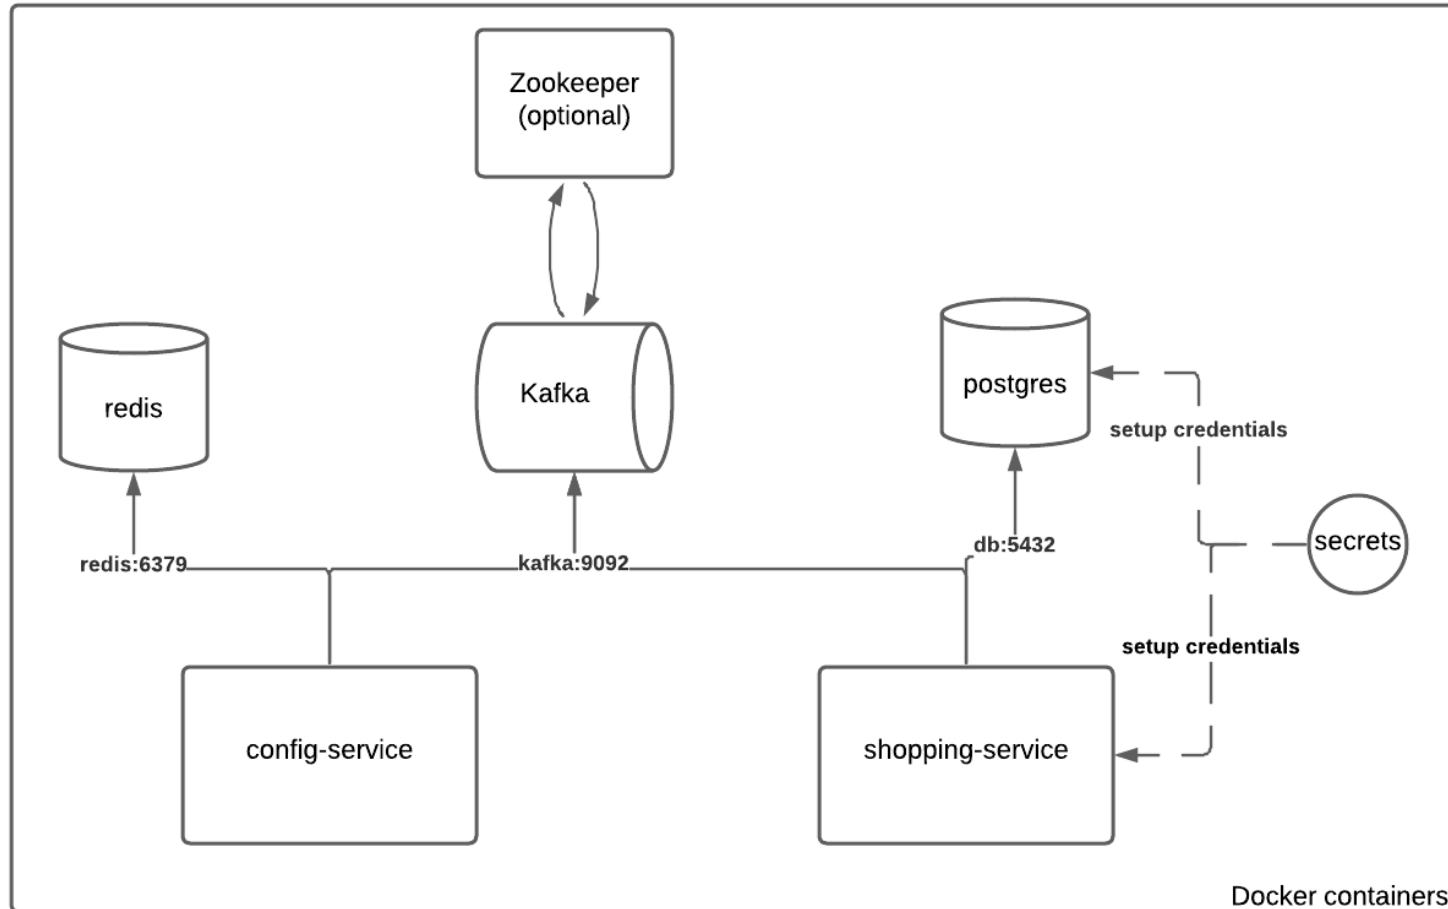 Zookeeper
(optional)
redis
Kafka
postgres
setup credentials
redis:6379
kafka:9092
db:5432
secrets
setup credentials
config-service
shopping-service
Docker containers